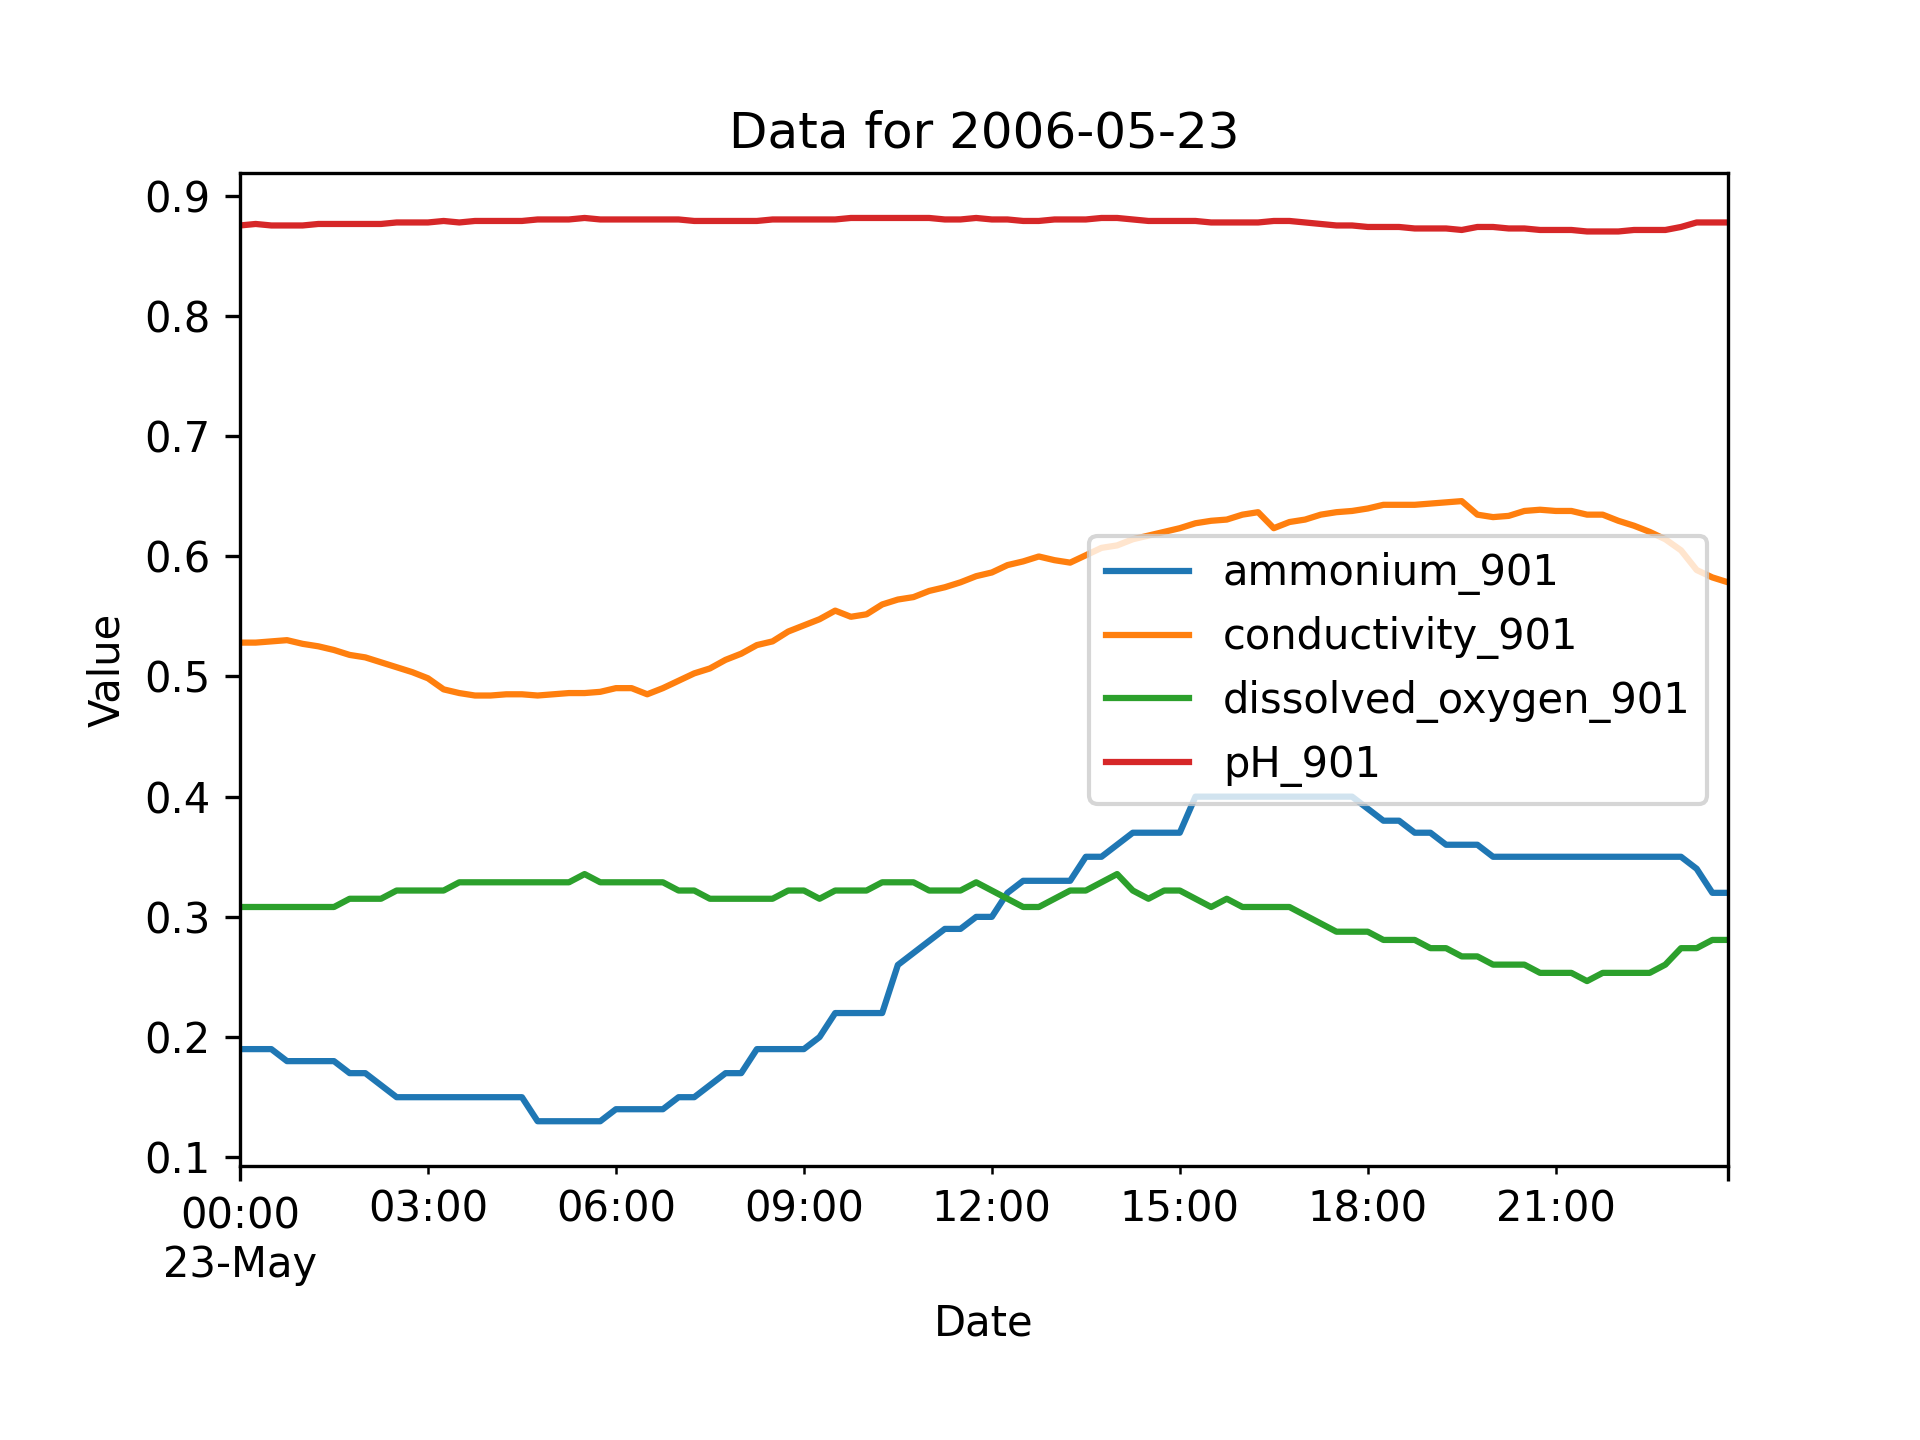 Data for 2006-05-23
0.9
0.8
0.7
0.6
0.5
0.4
0.3
0.2
0.1
Value
ammonium_901
conductivity_901
dissolved_oxygen_901
pH_901
00:00 03:00 06:00 09:00 12:00 15:00 18:00 21:00
23-May
Date